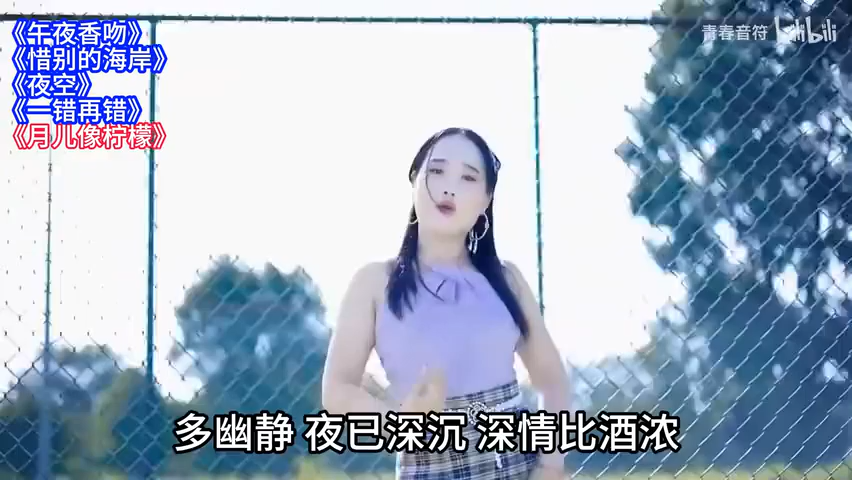 《午夜香吻》
《惜别的海岸》
《夜空》
《一错再错》
《月儿像柠檬》
青春音符 bilibili
多幽静 夜已深沉 深情比酒浓